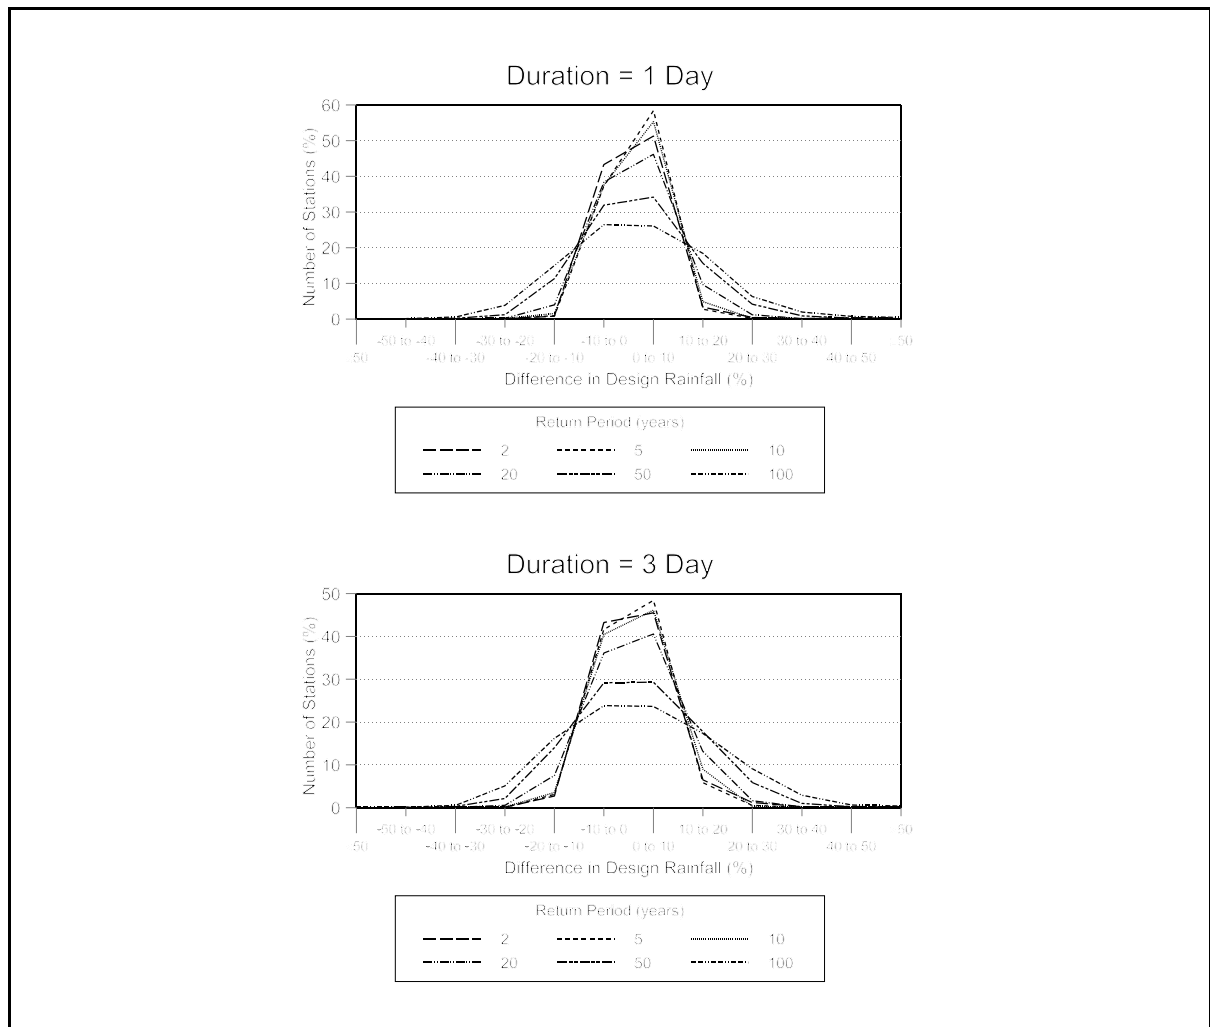 Duration = 1 Day
60
50
40
30
20
10
0
Number of Stations (%)
-50 to -40 -30 to -20 -10 to 0 10 to 20 30 to 40 50
50 -40 to -30 -20 to -10 0 to 10 20 to 30 40 to 50
Difference in Design Rainfall (%)
Return Period (years)
2 5 10
20 50 100
Duration = 3 Day
50
40
30
20
10
0
Number of Stations (%)
-50 to -40 -30 to -20 -10 to 0 10 to 20 30 to 40 50
50 -40 to -30 -20 to -10 0 to 10 20 to 30 40 to 50
Difference in Design Rainfall (%)
Return Period (years)
2 5 10
20 50 100